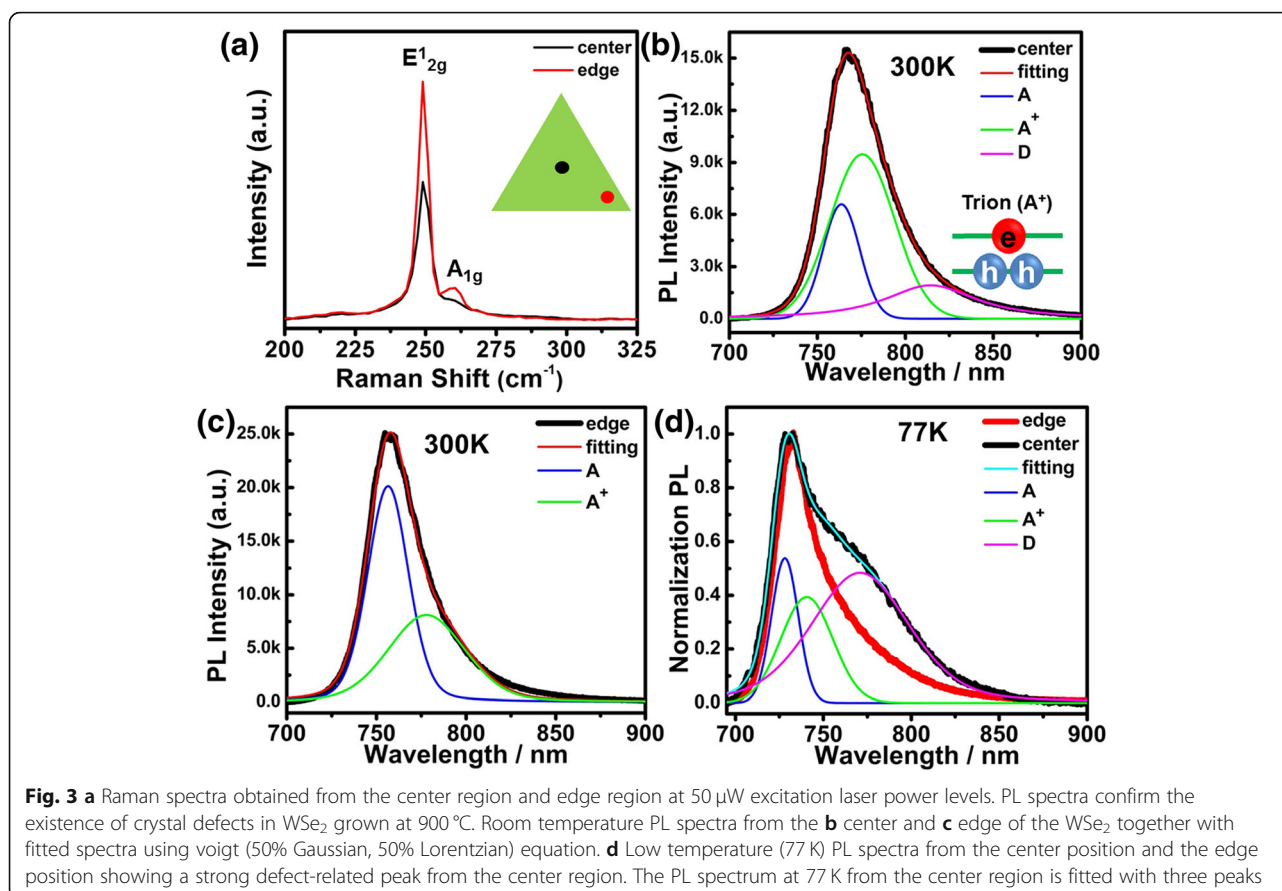 (a)
E¹₂g
center
edge
A₁g
Intensity (a.u.)
200 225 250 275 300 325
Raman Shift (cm⁻¹)
(b)
300K
center
fitting
A
A⁺
D
Trion (A⁺)
e
h h
PL Intensity (a.u.)
15.0k
12.0k
9.0k
6.0k
3.0k
0.0
700 750 800 850 900
Wavelength / nm
(c)
300K
edge
fitting
A
A⁺
PL Intensity (a.u.)
25.0k
20.0k
15.0k
10.0k
5.0k
0.0
700 750 800 850 900
Wavelength / nm
(d)
77K
edge
center
fitting
A
A⁺
D
Normalization PL
1.0
0.8
0.6
0.4
0.2
0.0
700 750 800 850 900
Wavelength / nm
Fig. 3 a Raman spectra obtained from the center region and edge region at 50 μW excitation laser power levels. PL spectra confirm the
existence of crystal defects in WSe₂ grown at 900 °C. Room temperature PL spectra from the b center and c edge of the WSe₂ together with
fitted spectra using voigt (50% Gaussian, 50% Lorentzian) equation. d Low temperature (77 K) PL spectra from the center position and the edge
position showing a strong defect-related peak from the center region. The PL spectrum at 77 K from the center region is fitted with three peaks